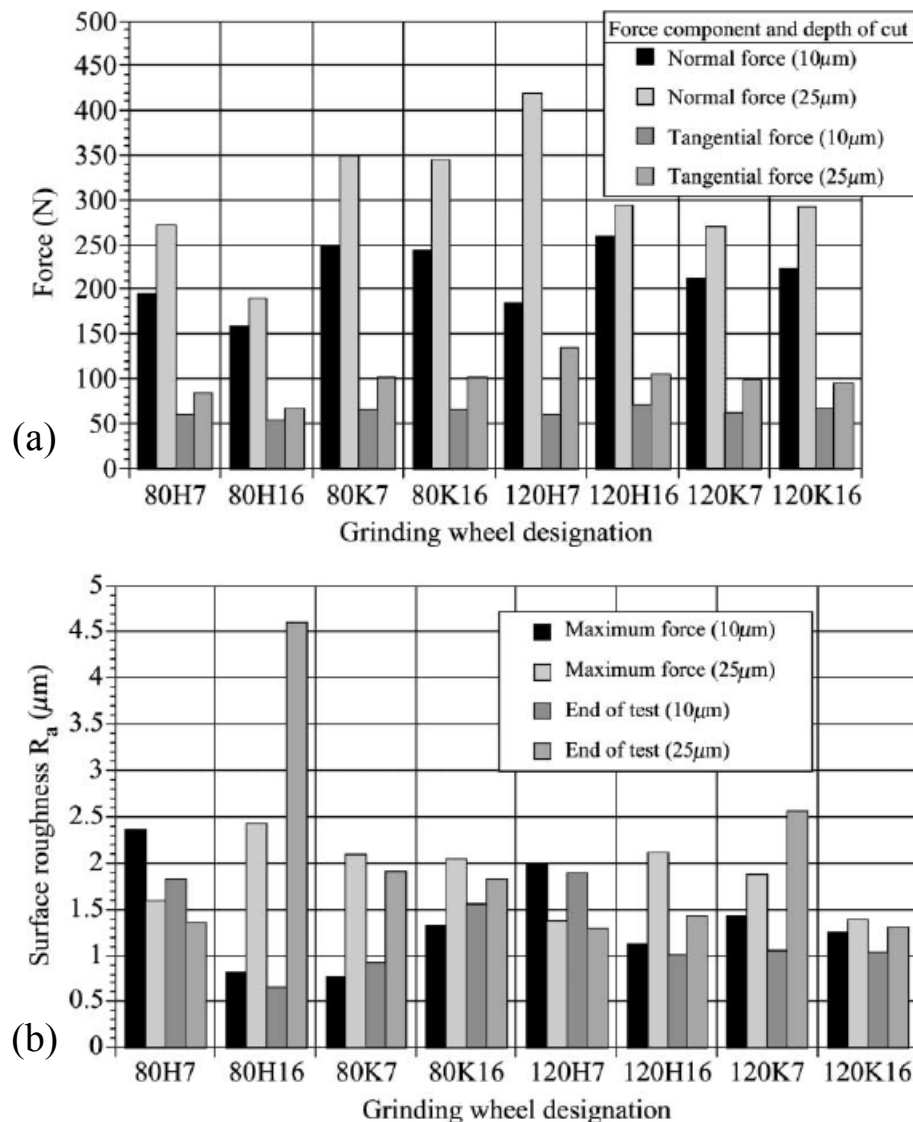 Force component and depth of cut
Normal force (10μm)
Normal force (25μm)
Tangential force (10μm)
Tangential force (25μm)
500
450
400
350
300
250
200
150
100
50
0
Force (N)
(a)
80H7 80H16 80K7 80K16 120H7 120H16 120K7 120K16
Grinding wheel designation
5
4.5
4
3.5
3
2.5
2
1.5
1
0.5
0
Surface roughness Ra (μm)
Maximum force (10μm)
Maximum force (25μm)
End of test (10μm)
End of test (25μm)
(b)
80H7 80H16 80K7 80K16 120H7 120H16 120K7 120K16
Grinding wheel designation